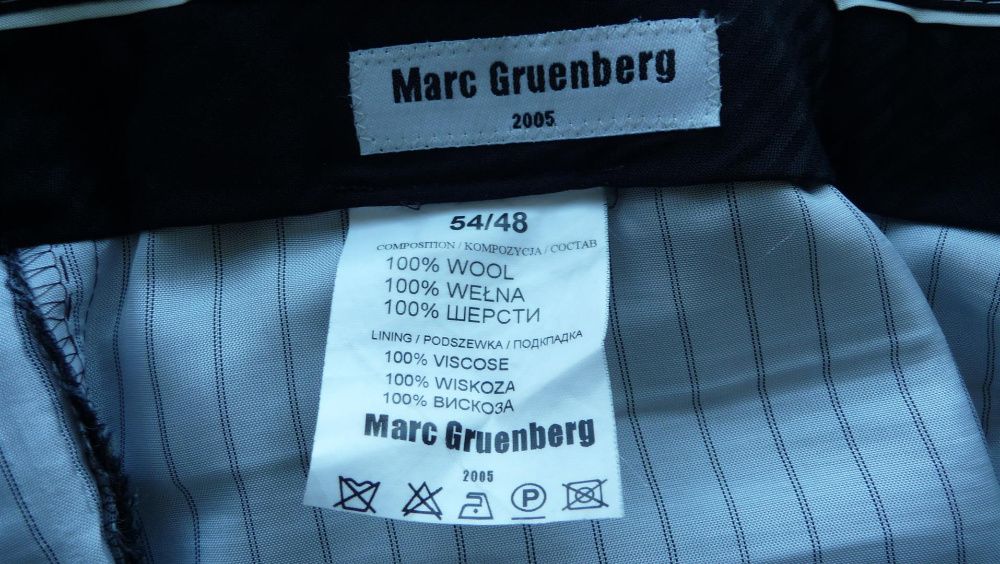 Marc Gruenberg
2005
54/48
COMPOSITION / KOMPOZYCJA / СОСТАВ
100% WOOL
100% WEŁNA
100% ШЕРСТИ
LINING / PODSZEWKA / ПОДКПАДКА
100% VISCOSE
100% WISKOZA
100% ВИСКОЗА
Marc Gruenberg
2005
P